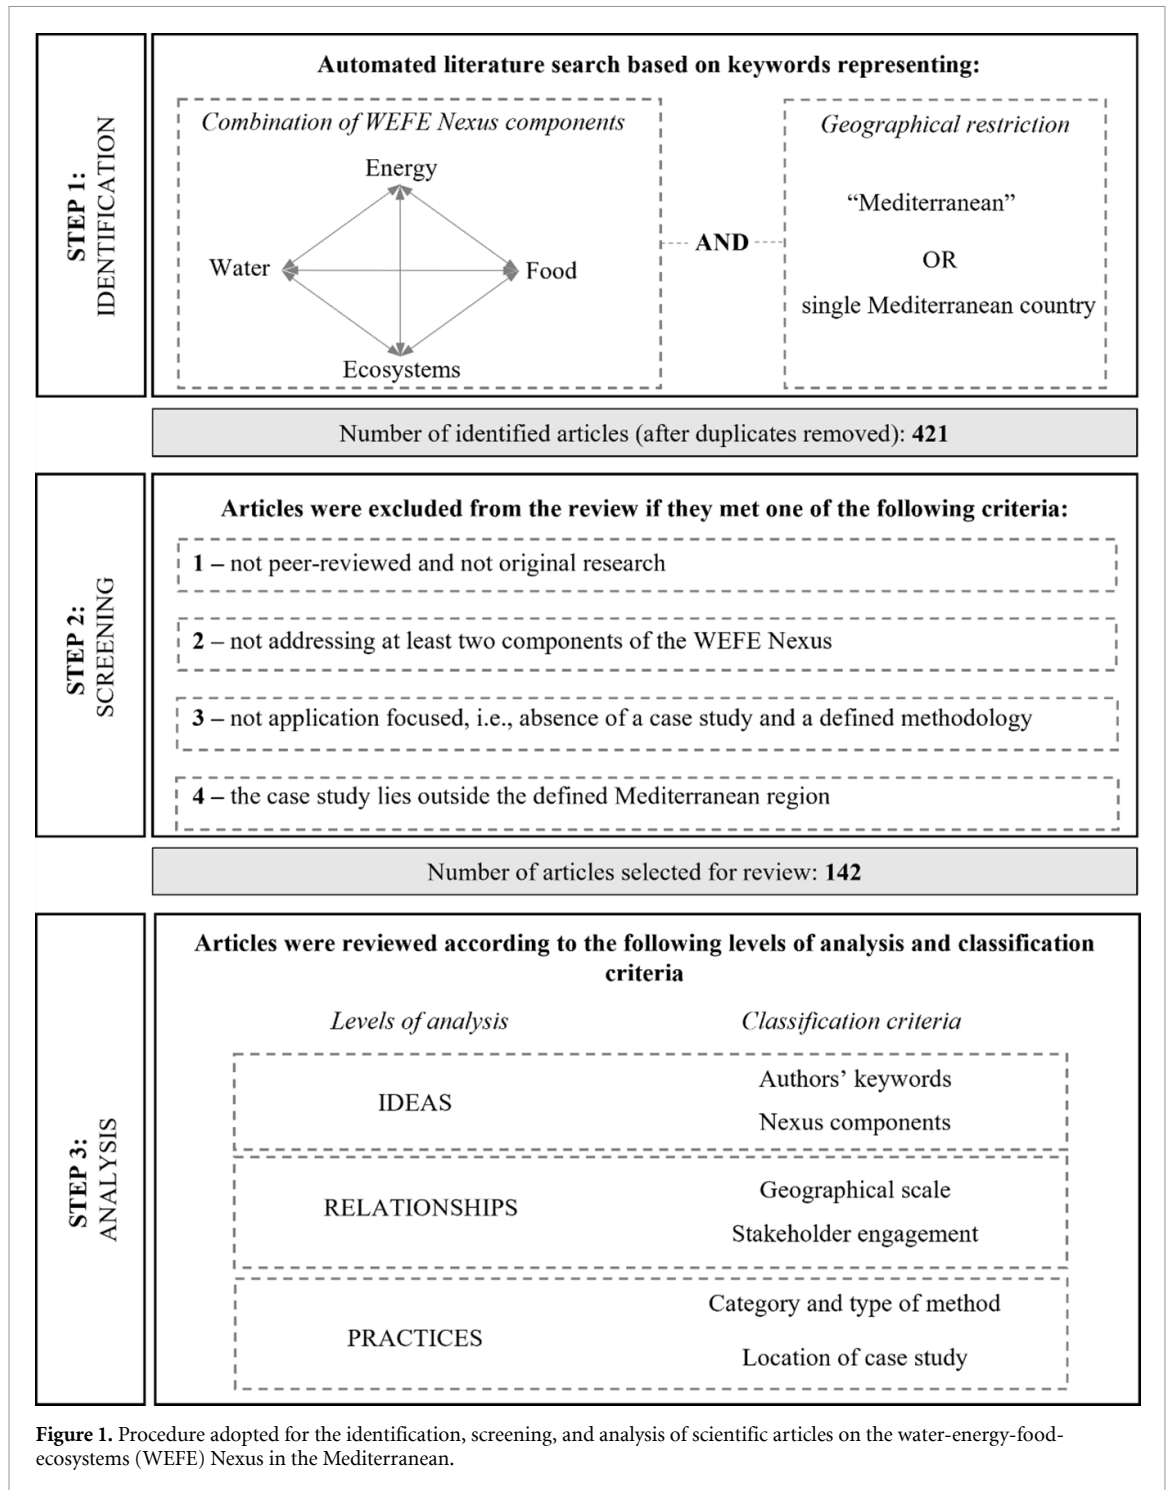 STEP 1:
IDENTIFICATION
Automated literature search based on keywords representing:
Combination of WEFE Nexus components
Energy
Water
Food
Ecosystems
AND
Geographical restriction
“Mediterranean”
OR
single Mediterranean country
Number of identified articles (after duplicates removed): 421
STEP 2:
SCREENING
Articles were excluded from the review if they met one of the following criteria:
1 – not peer-reviewed and not original research
2 – not addressing at least two components of the WEFE Nexus
3 – not application focused, i.e., absence of a case study and a defined methodology
4 – the case study lies outside the defined Mediterranean region
Number of articles selected for review: 142
STEP 3:
ANALYSIS
Articles were reviewed according to the following levels of analysis and classification
criteria
Levels of analysis
Classification criteria
IDEAS
Authors’ keywords
Nexus components
RELATIONSHIPS
Geographical scale
Stakeholder engagement
PRACTICES
Category and type of method
Location of case study
Figure 1. Procedure adopted for the identification, screening, and analysis of scientific articles on the water-energy-food-
ecosystems (WEFE) Nexus in the Mediterranean.